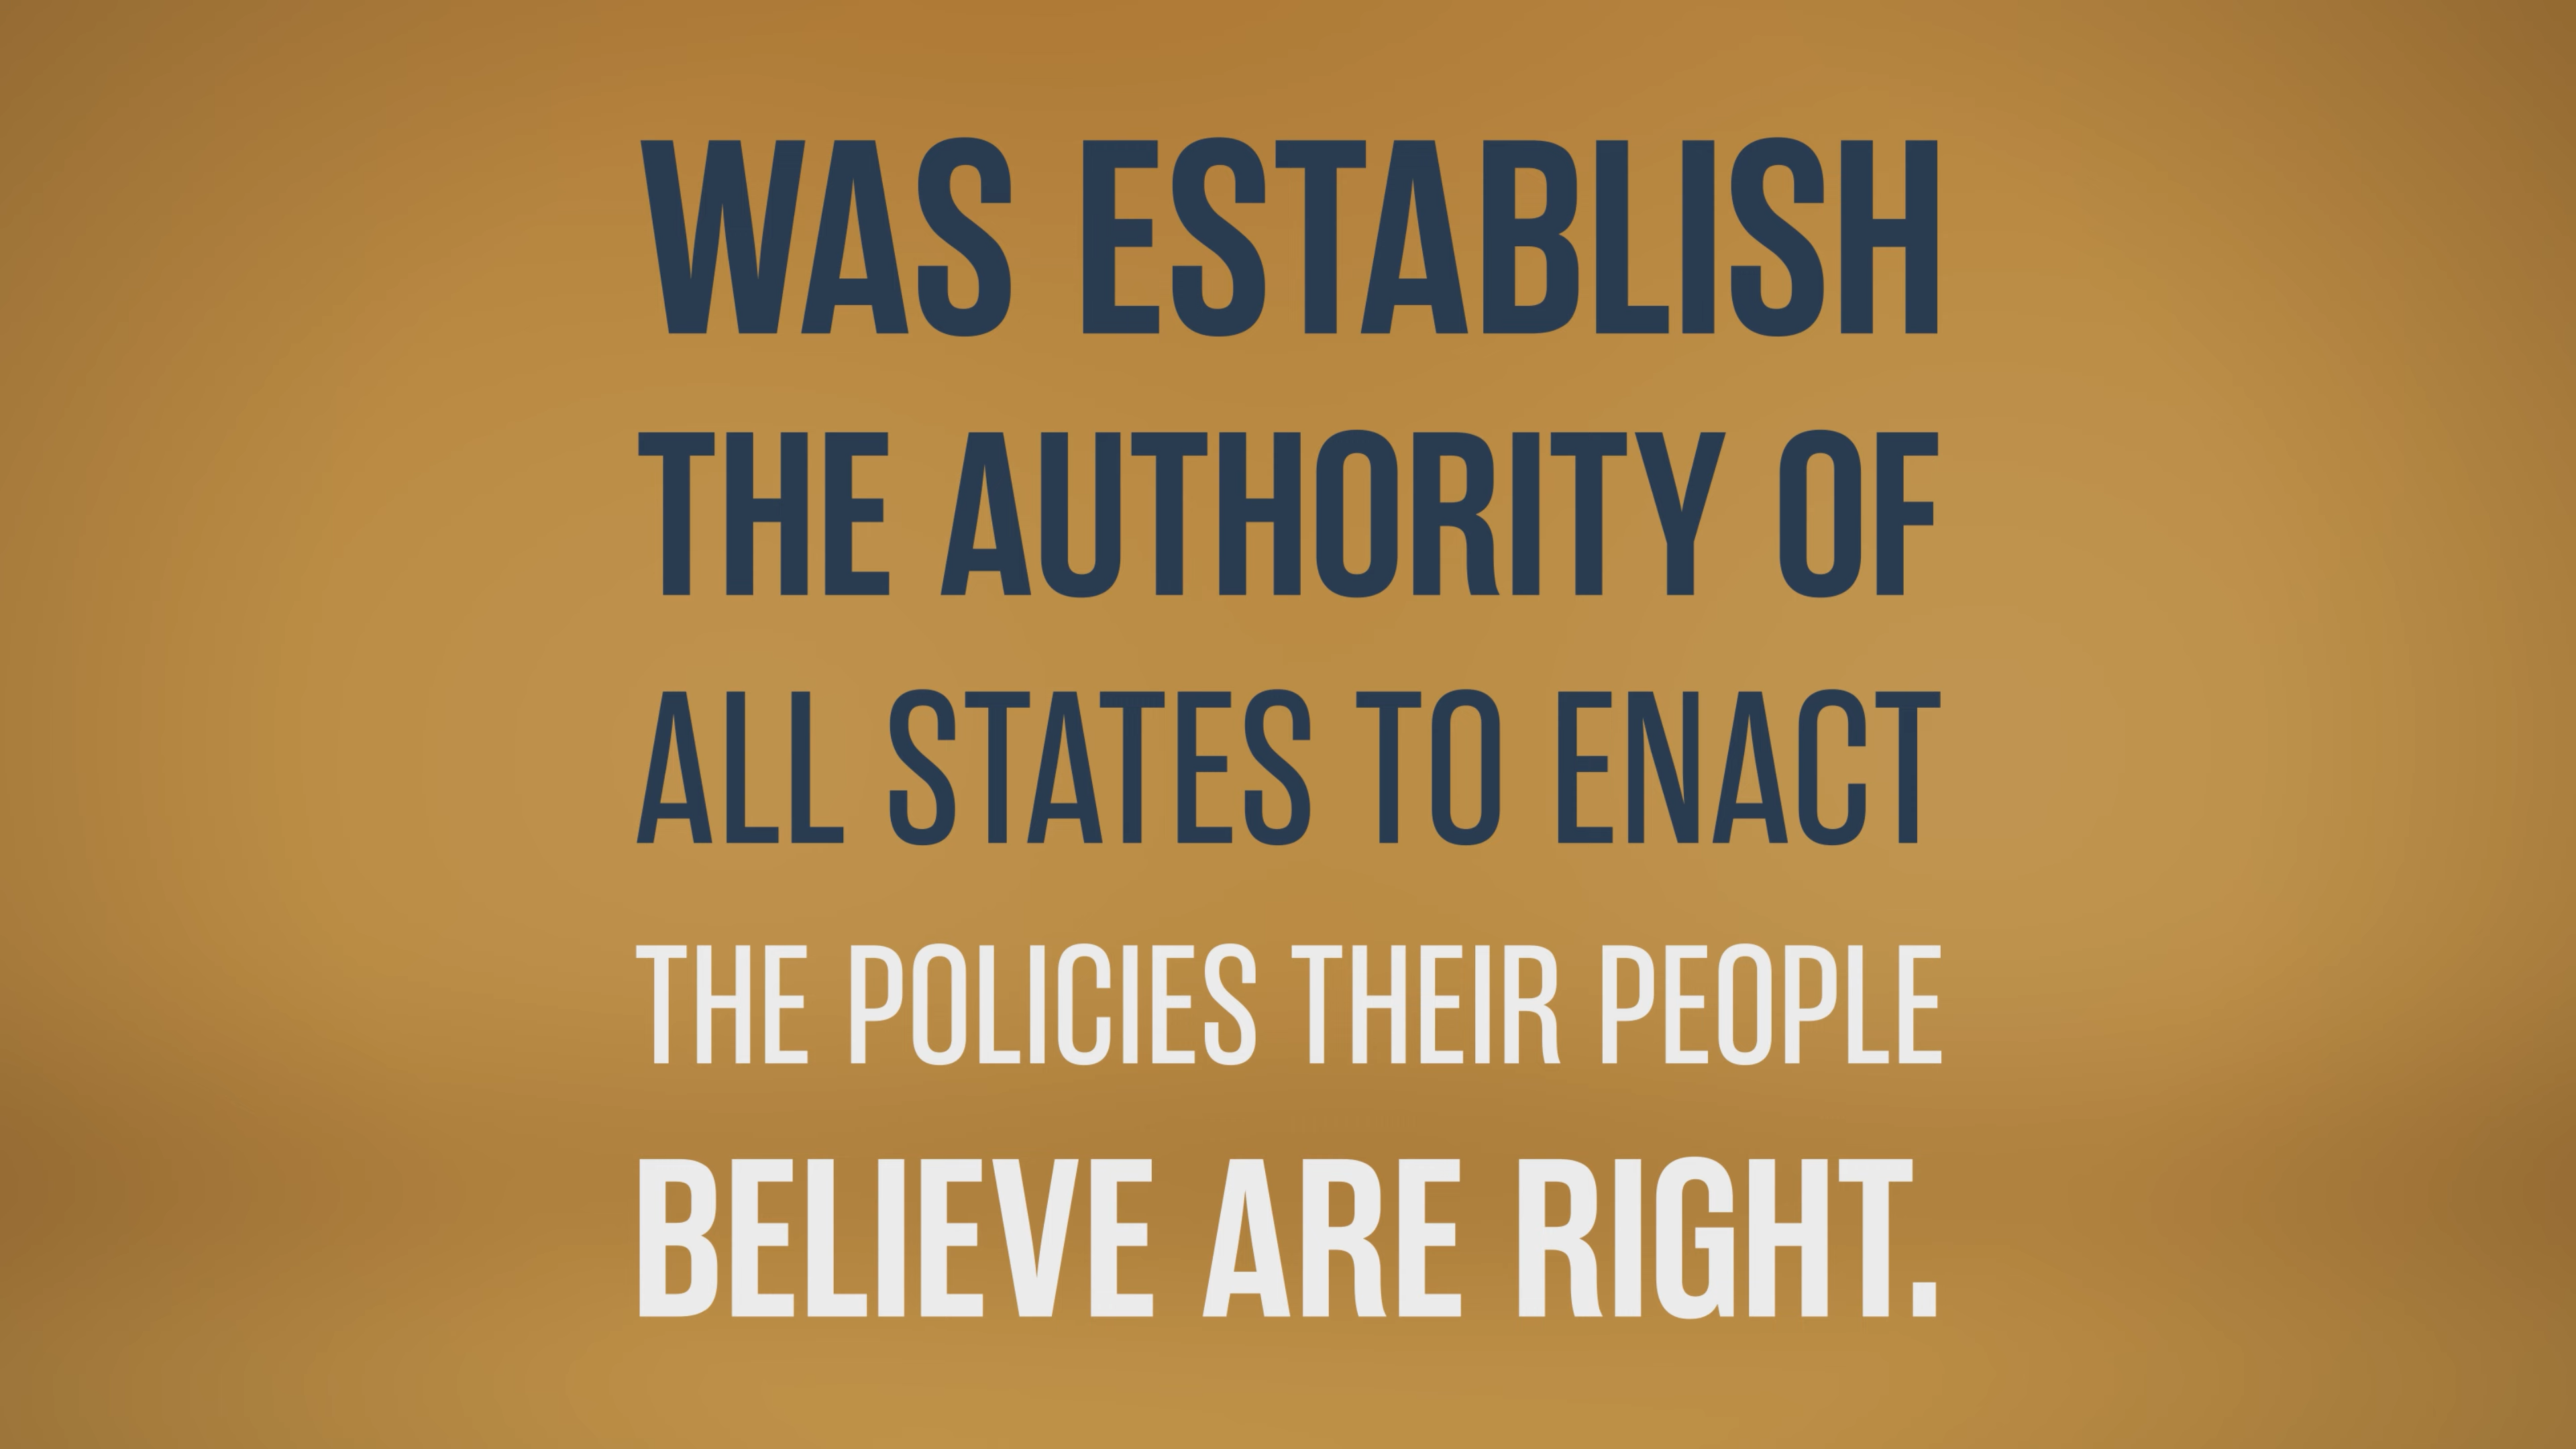 WAS ESTABLISH
THE AUTHORITY OF
ALL STATES TO ENACT
THE POLICIES THEIR PEOPLE
BELIEVE ARE RIGHT.